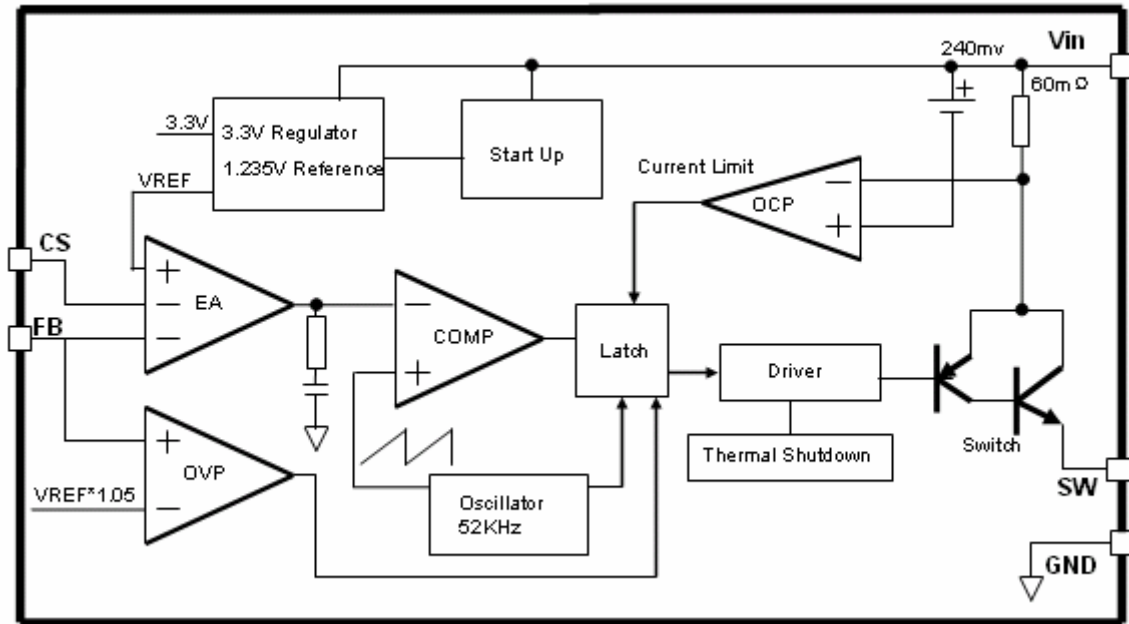 240mv
Vin
60mΩ
3.3V
3.3V Regulator
1.235V Reference
Start Up
VREF
Current Limit
OCP
−
+
+
CS
+
−
−
EA
FB
−
+
COMP
Latch
Driver
Thermal Shutdown
Switch
+
−
OVP
VREF*1.05
Oscillator
52KHz
SW
GND